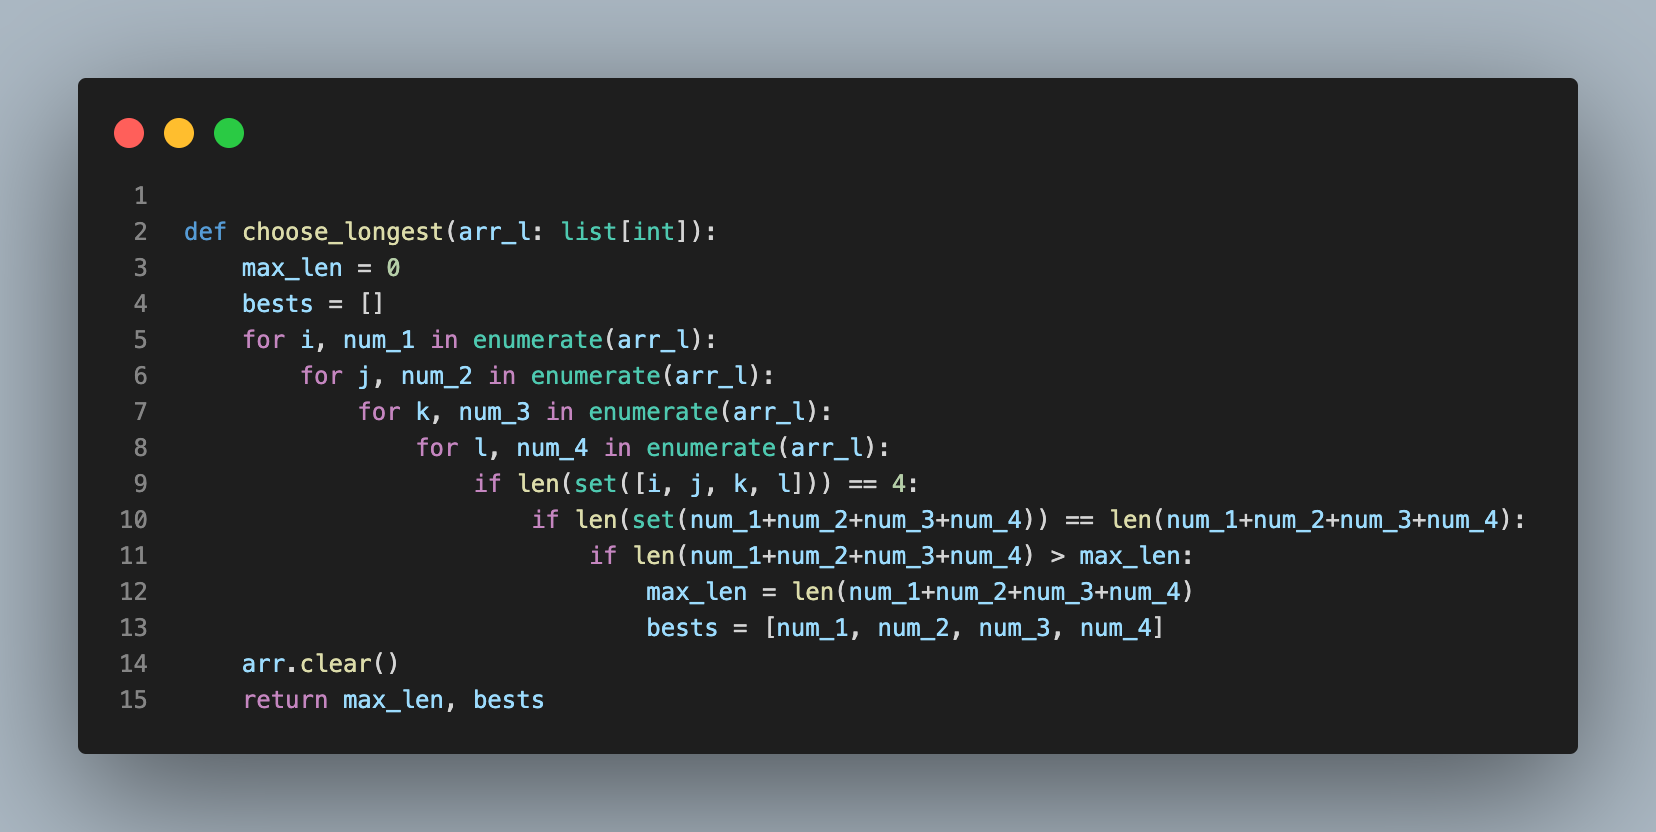 1
2 def choose_longest(arr_l: list[int]):
3     max_len = 0
4     bests = []
5     for i, num_1 in enumerate(arr_l):
6         for j, num_2 in enumerate(arr_l):
7             for k, num_3 in enumerate(arr_l):
8                 for l, num_4 in enumerate(arr_l):
9                     if len(set([i, j, k, l])) == 4:
10                         if len(set(num_1+num_2+num_3+num_4)) == len(num_1+num_2+num_3+num_4):
11                             if len(num_1+num_2+num_3+num_4) > max_len:
12                                 max_len = len(num_1+num_2+num_3+num_4)
13                                 bests = [num_1, num_2, num_3, num_4]
14     arr.clear()
15     return max_len, bests